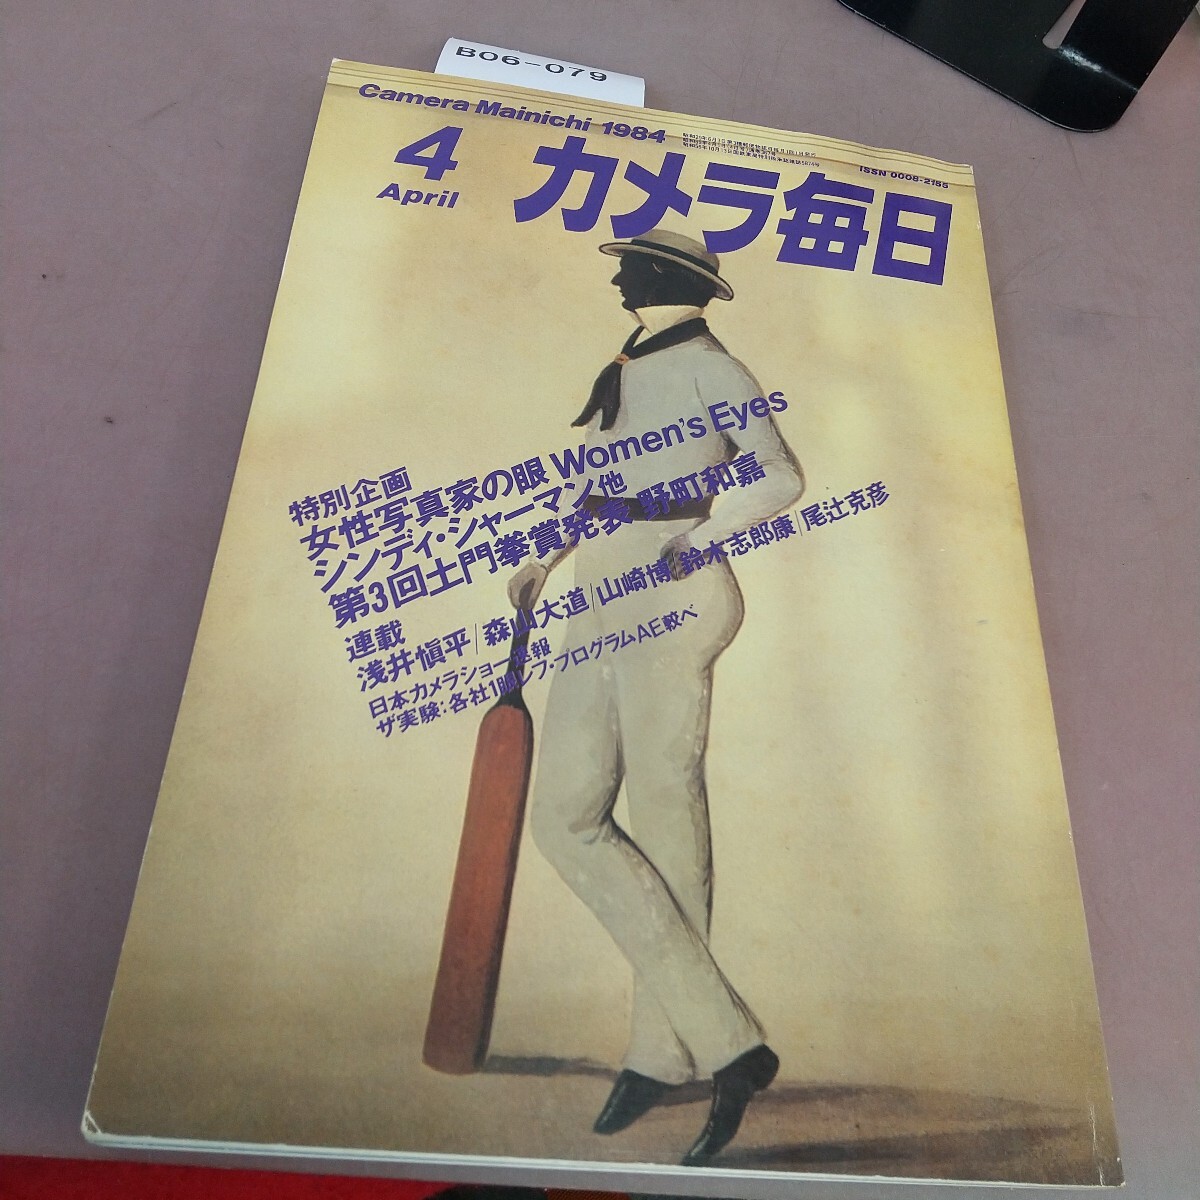 B06-079
Camera Mainichi 1984
ISSN 0008-2155
4
April
カメラ毎日
特別企画
女性写真家の眼 Women's Eyes
シンディ・シャーマン他
第3回土門拳賞発表 野町和嘉
連載
浅井愼平/森山大道/山崎博/鈴木志郎康/尾辻克彦
日本カメラショー速報
ザ実験:各社1眼レフ・プログラムAE較べ